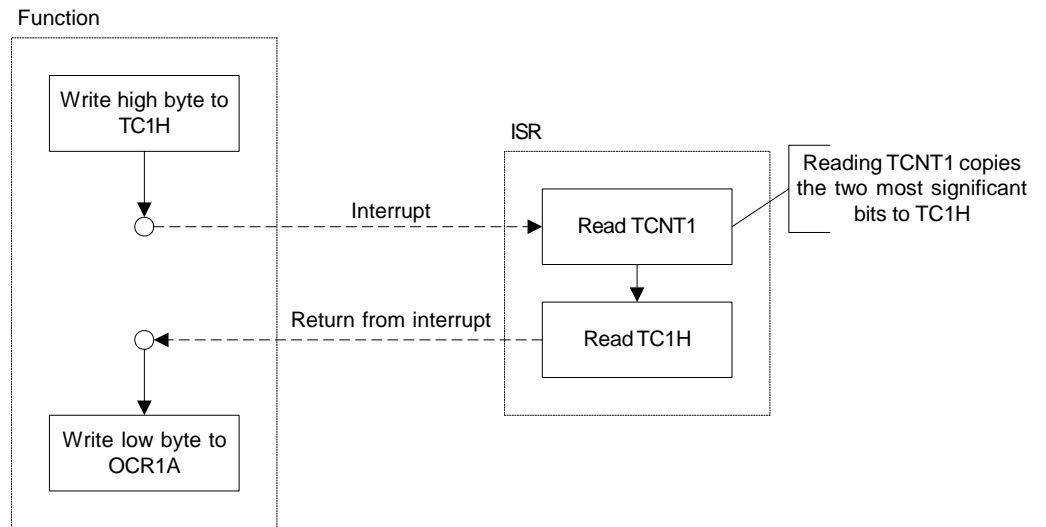 Function
Write high byte to
TC1H
ISR
Reading TCNT1 copies
the two most significant
bits to TC1H
Interrupt
Read TCNT1
Return from interrupt
Read TC1H
Write low byte to
OCR1A